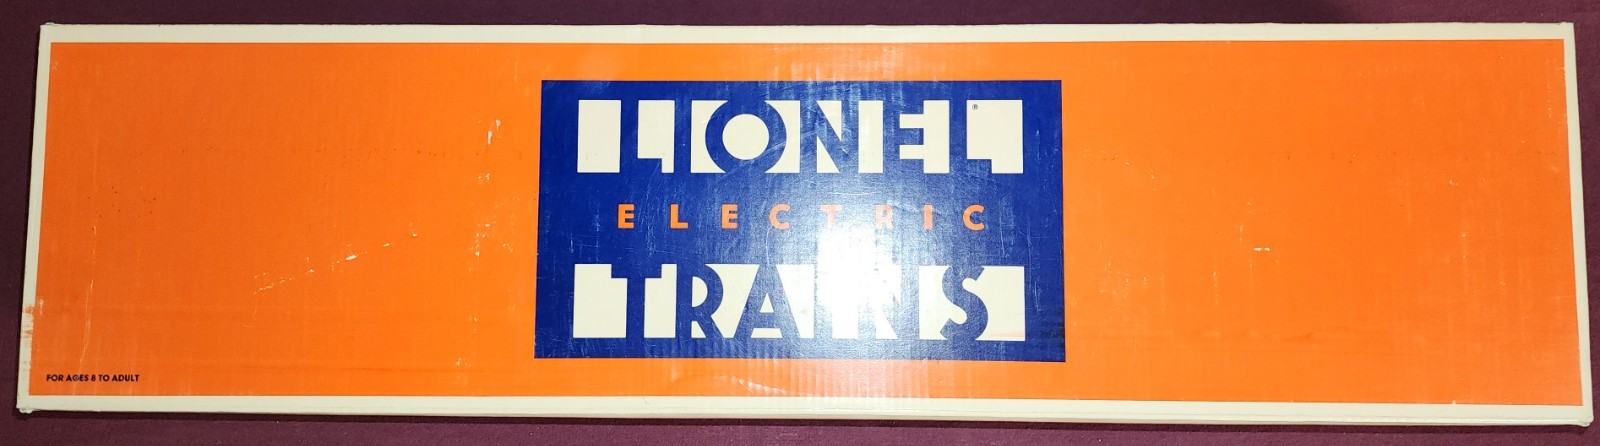 LIONEL®
ELECTRIC
TRAINS
FOR AGES 8 TO ADULT